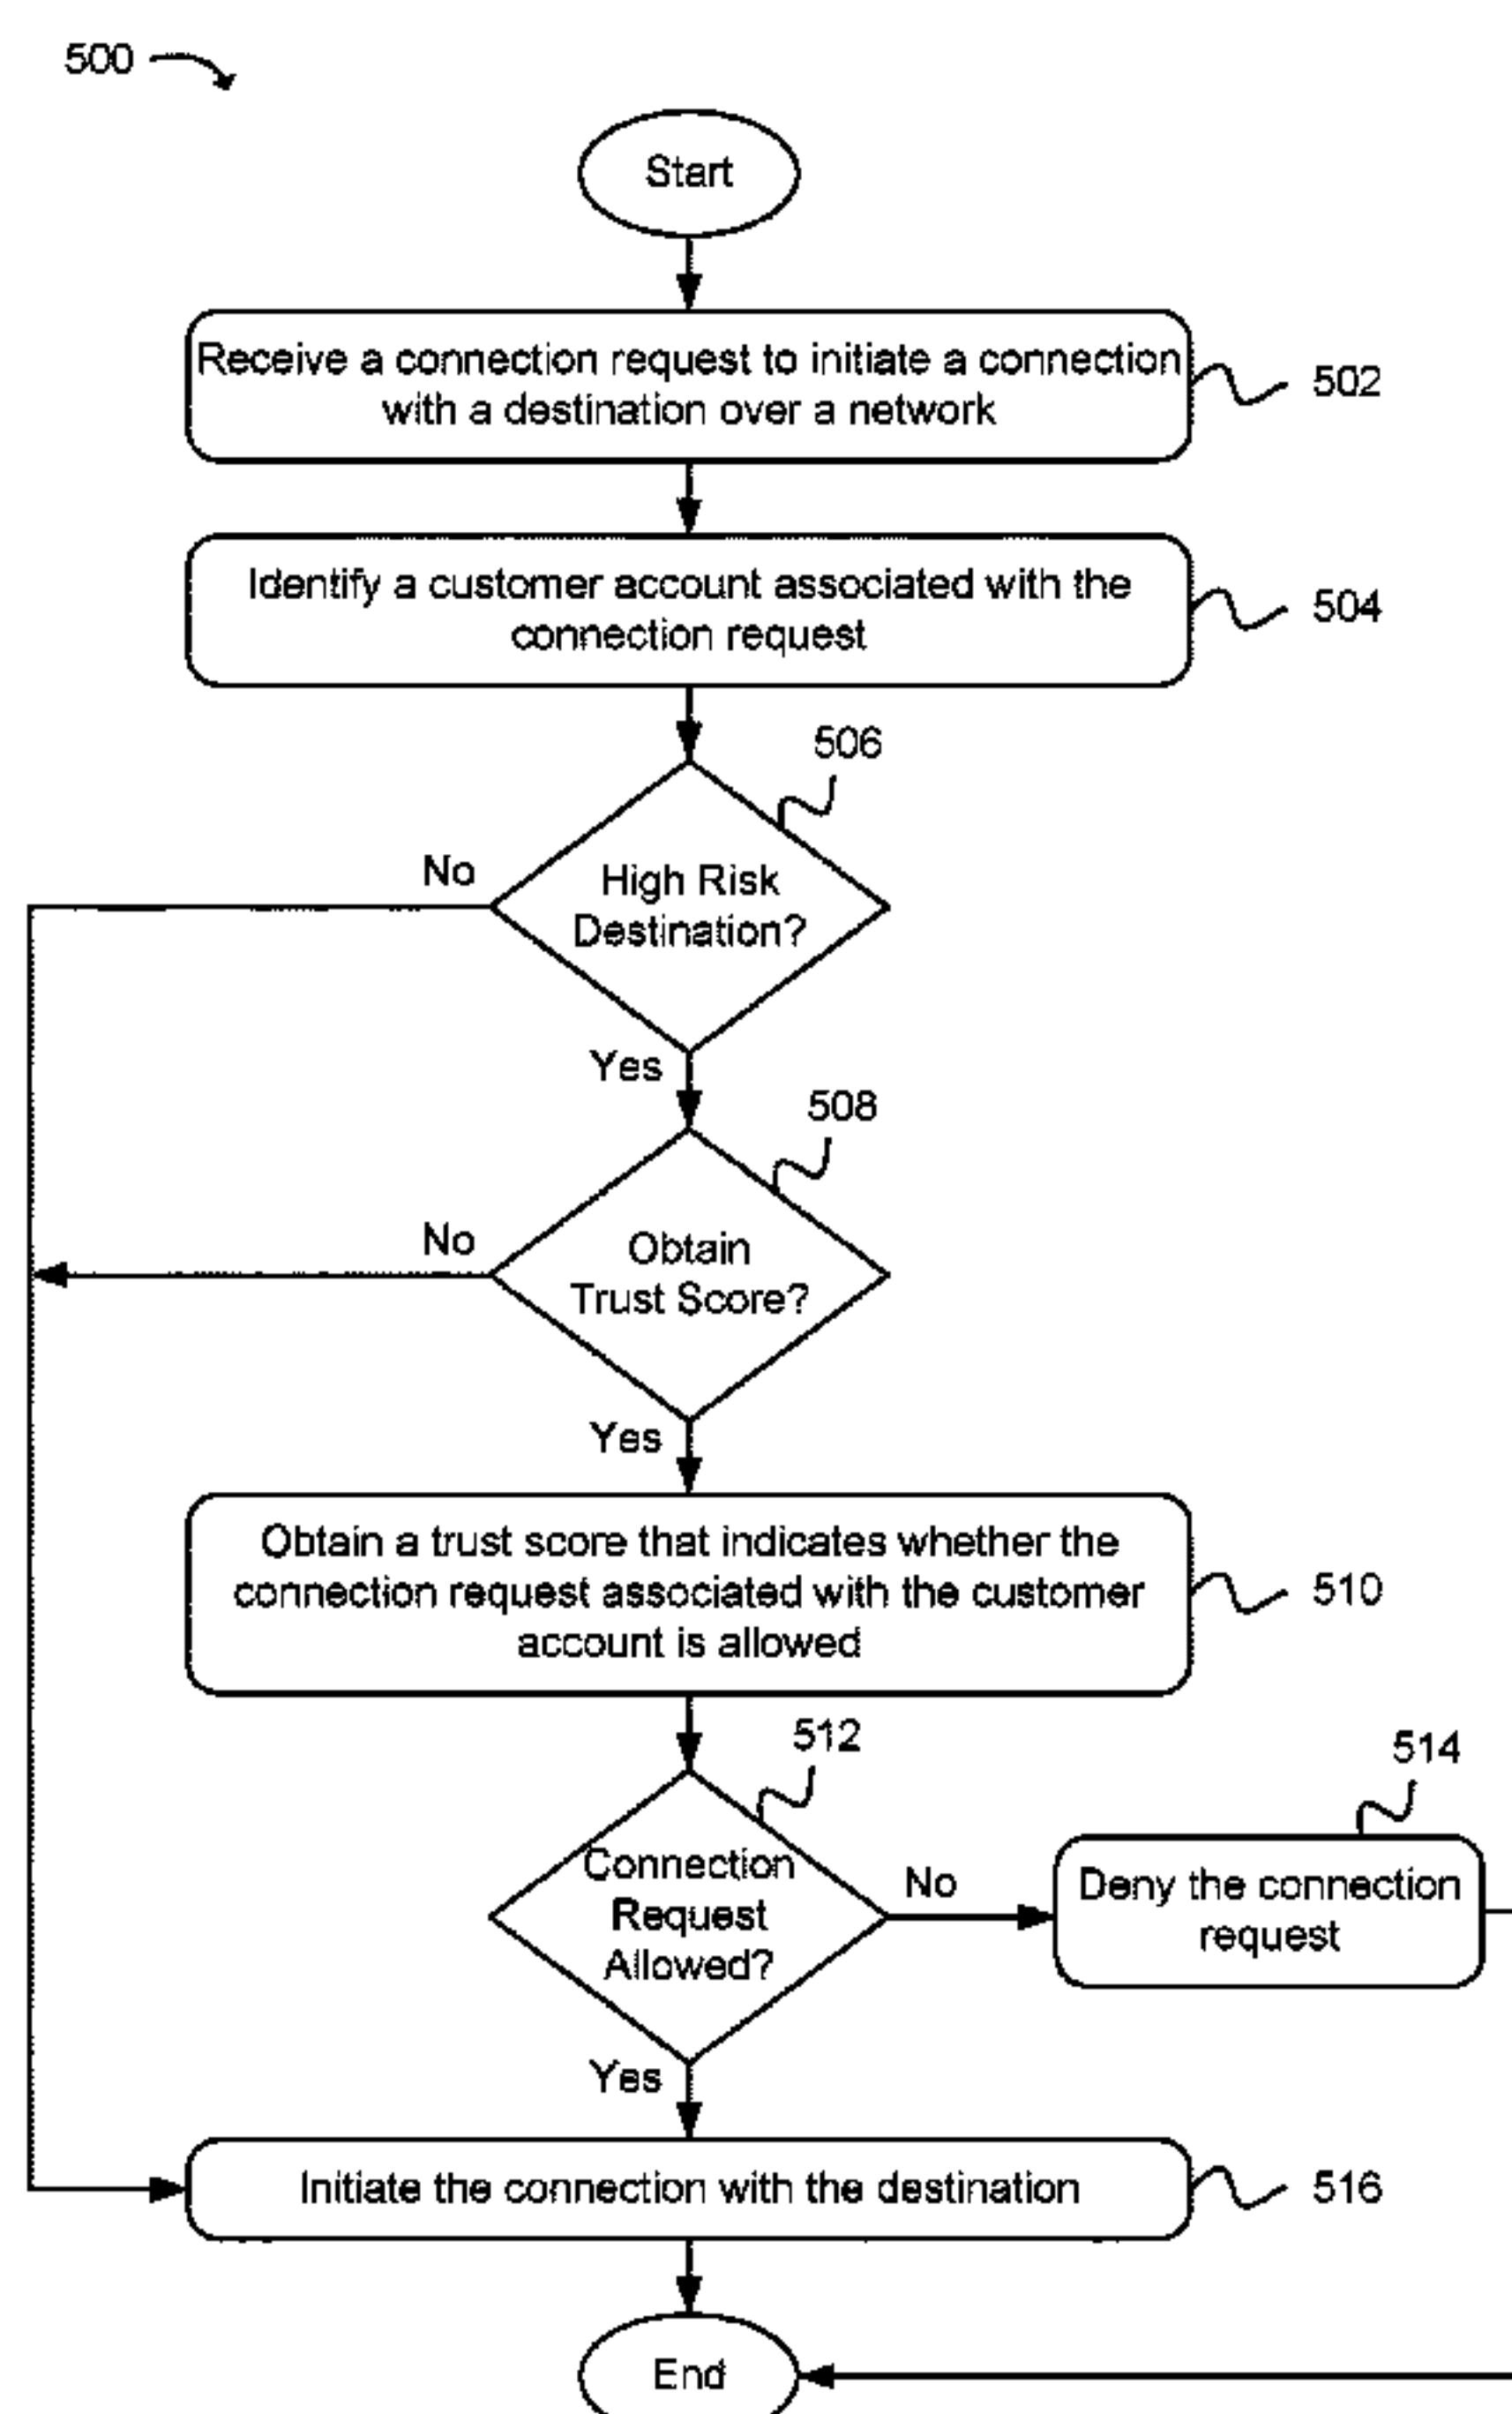 500
Start
Receive a connection request to initiate a connection
with a destination over a network
502
Identify a customer account associated with the
connection request
504
506
High Risk
Destination?
No
Yes
508
Obtain
Trust Score?
No
Yes
Obtain a trust score that indicates whether the
connection request associated with the customer
account is allowed
510
512
Connection
Request
Allowed?
No
514
Deny the connection
request
Yes
Initiate the connection with the destination
516
End